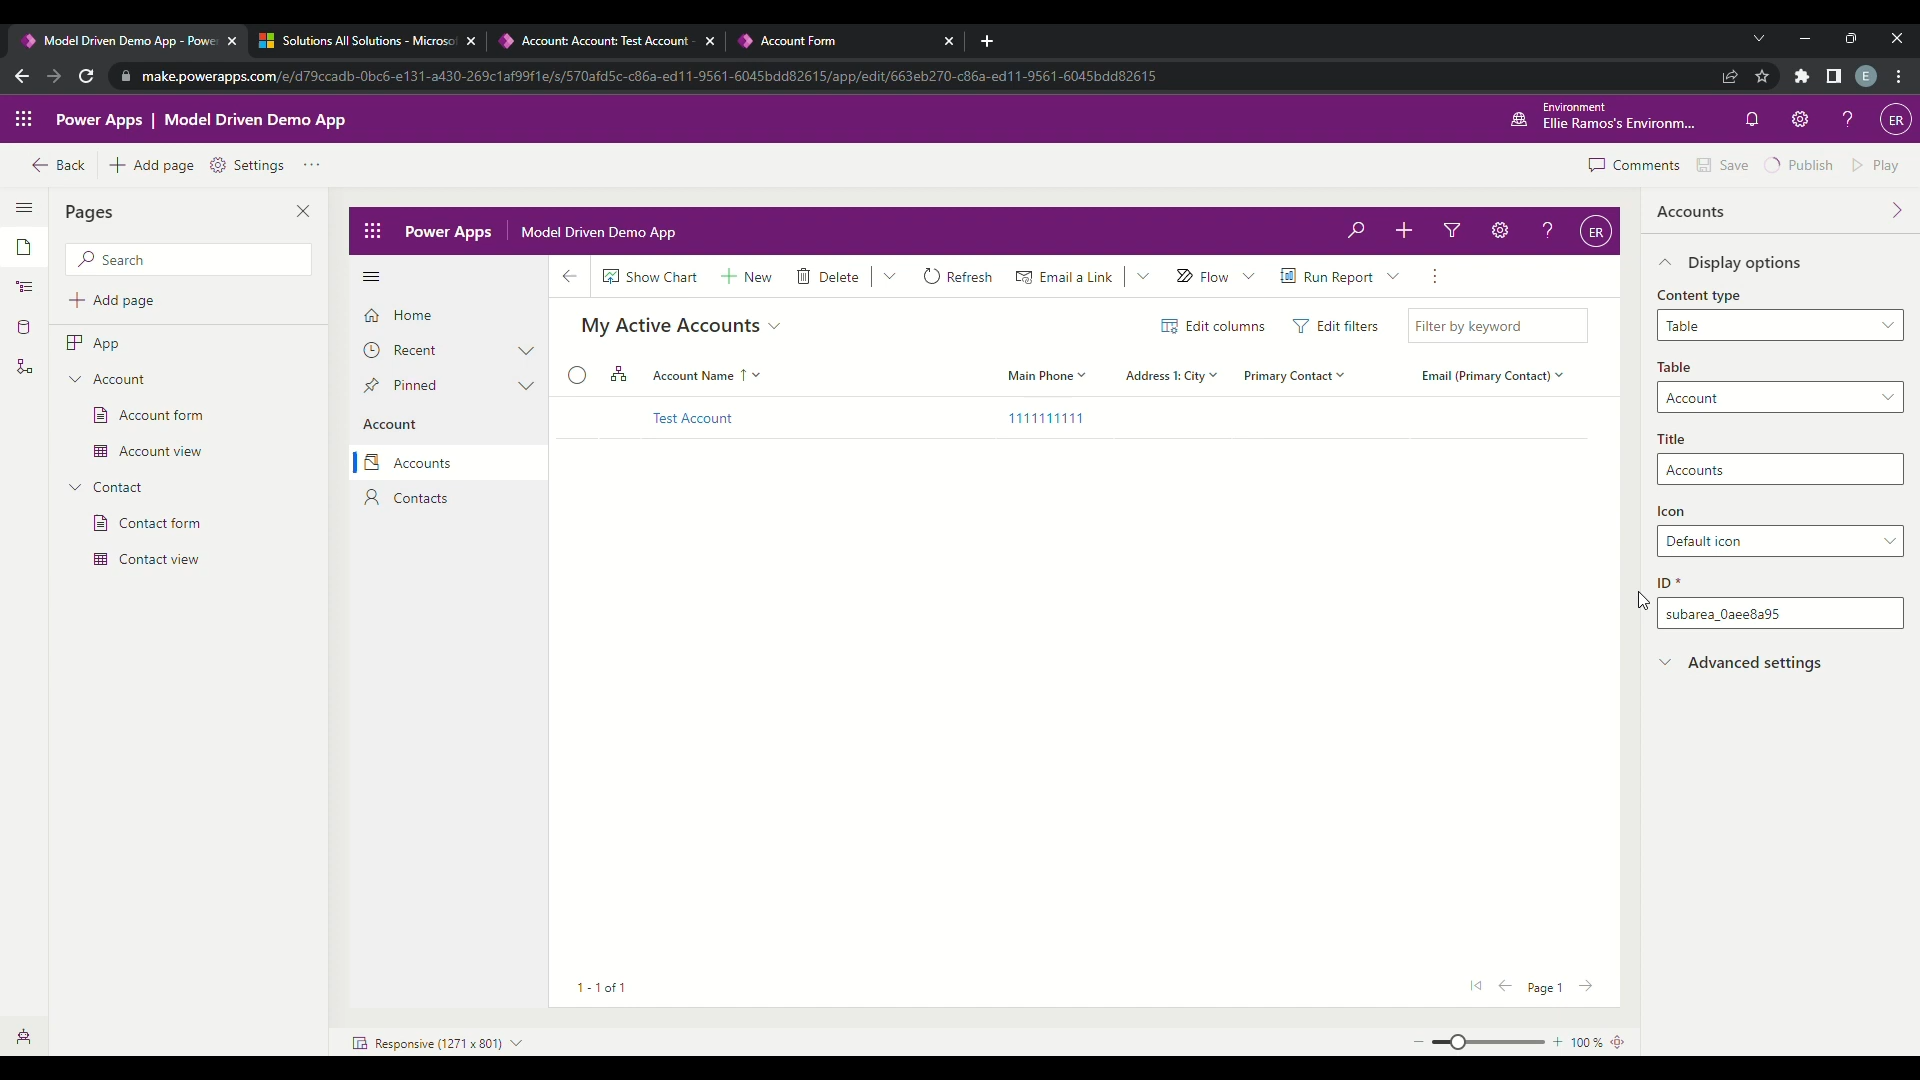 Model Driven Demo App - Powe
Solutions All Solutions - Microso
Account: Account: Test Account -
Account Form
make.powerapps.com/e/d79ccadb-0bc6-e131-a430-269c1af99f1e/s/570afd5c-c86a-ed11-9561-6045bdd82615/app/edit/663eb270-c86a-ed11-9561-6045bdd82615
E
Power Apps | Model Driven Demo App
Environment
Ellie Ramos's Environm...
ER
Back
Add page
Settings
Comments
Save
Publish
Play
Pages
Search
Add page
App
Account
Account form
Account view
Contact
Contact form
Contact view
Power Apps
Model Driven Demo App
ER
Home
Recent
Pinned
Account
Accounts
Contacts
Show Chart
New
Delete
Refresh
Email a Link
Flow
Run Report
My Active Accounts
Edit columns
Edit filters
Filter by keyword
Account Name
Main Phone
Address 1: City
Primary Contact
Email (Primary Contact)
Test Account
1111111111
1 - 1 of 1
Page 1
Responsive (1271 x 801)
100 %
Accounts
Display options
Content type
Table
Table
Account
Title
Accounts
Icon
Default icon
ID *
subarea_0aee8a95
Advanced settings